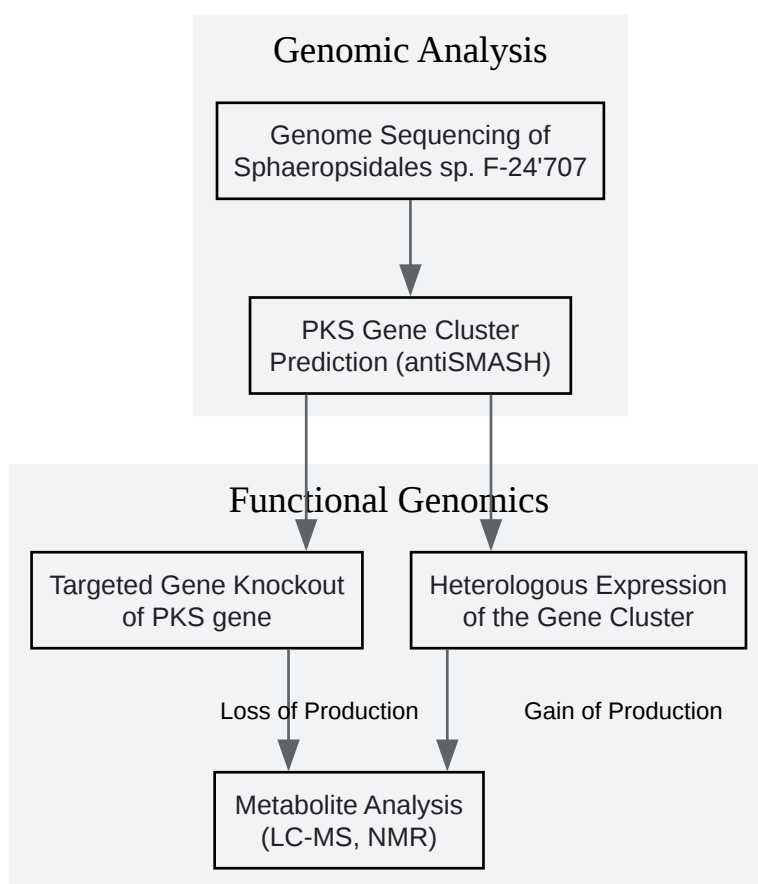 Genomic Analysis
Genome Sequencing of
Sphaeropsidales sp. F-24'707
PKS Gene Cluster
Prediction (antiSMASH)
Functional Genomics
Targeted Gene Knockout
of PKS gene
Heterologous Expression
of the Gene Cluster
Loss of Production
Gain of Production
Metabolite Analysis
(LC-MS, NMR)